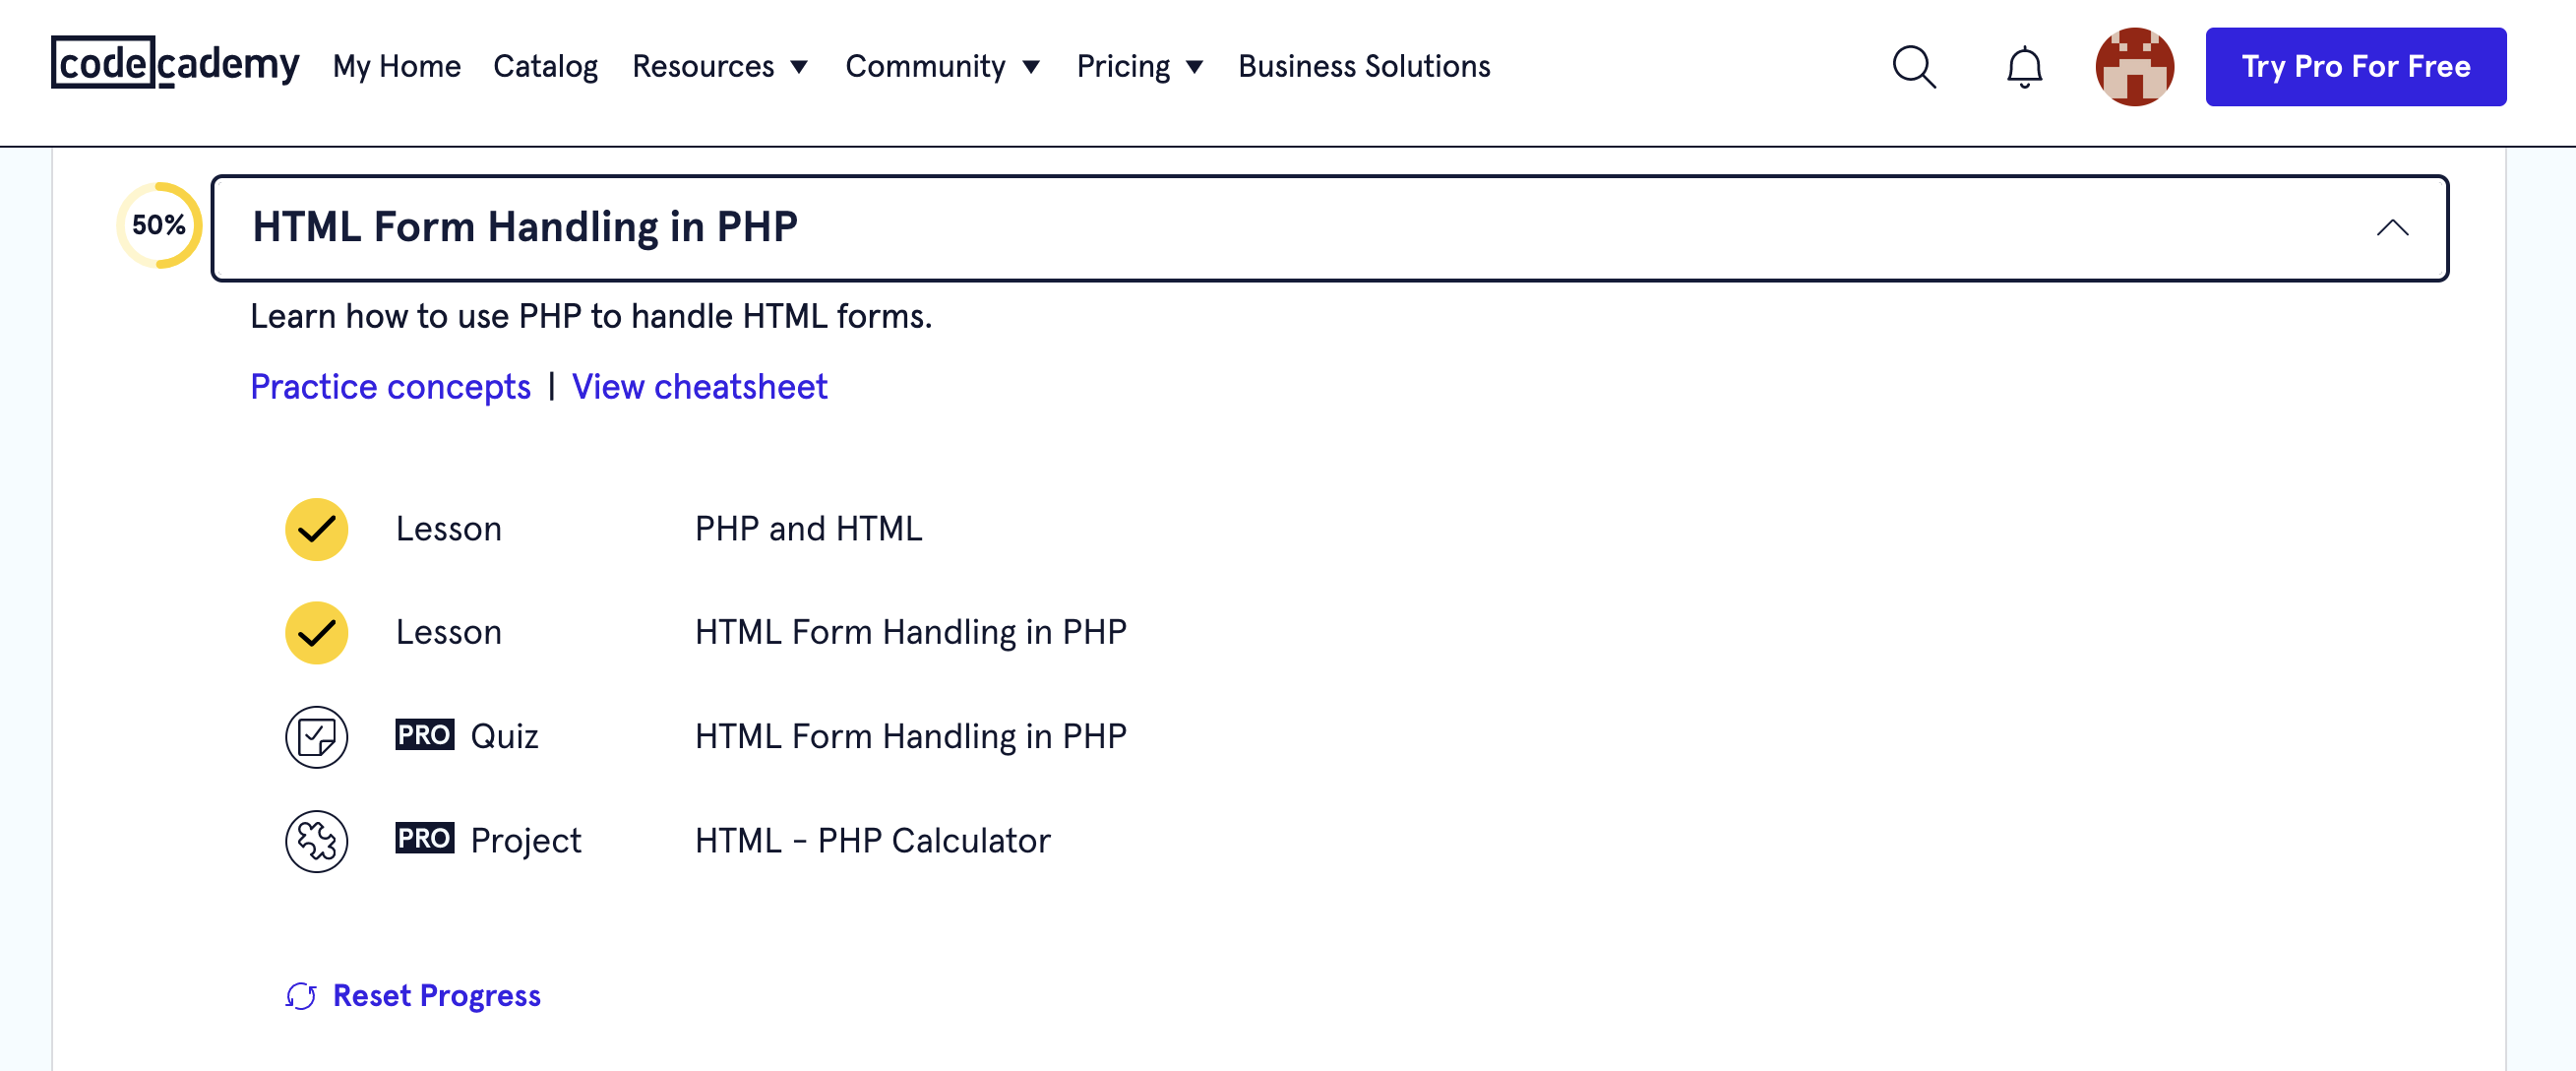 codecademy My Home Catalog Resources Community Pricing Business Solutions Try Pro For Free
50% HTML Form Handling in PHP
Learn how to use PHP to handle HTML forms.
Practice concepts | View cheatsheet
Lesson PHP and HTML
Lesson HTML Form Handling in PHP
PRO Quiz HTML Form Handling in PHP
PRO Project HTML - PHP Calculator
Reset Progress